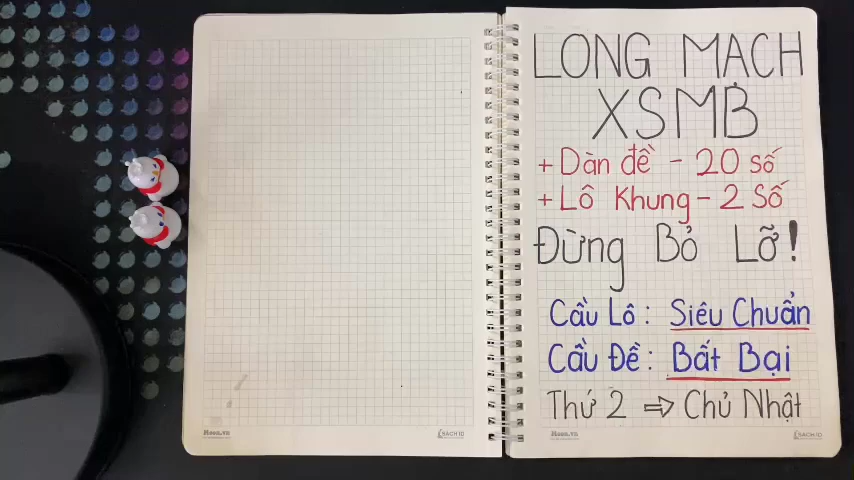 LONG MACH
XSMB
+ Dàn đề - 20 số
+ Lô Khung - 2 Số
Đừng Bỏ Lỡ!
Cầu Lô : Siêu Chuẩn
Cầu Đề : Bất Bại
Thứ 2 ⇨ Chủ Nhật